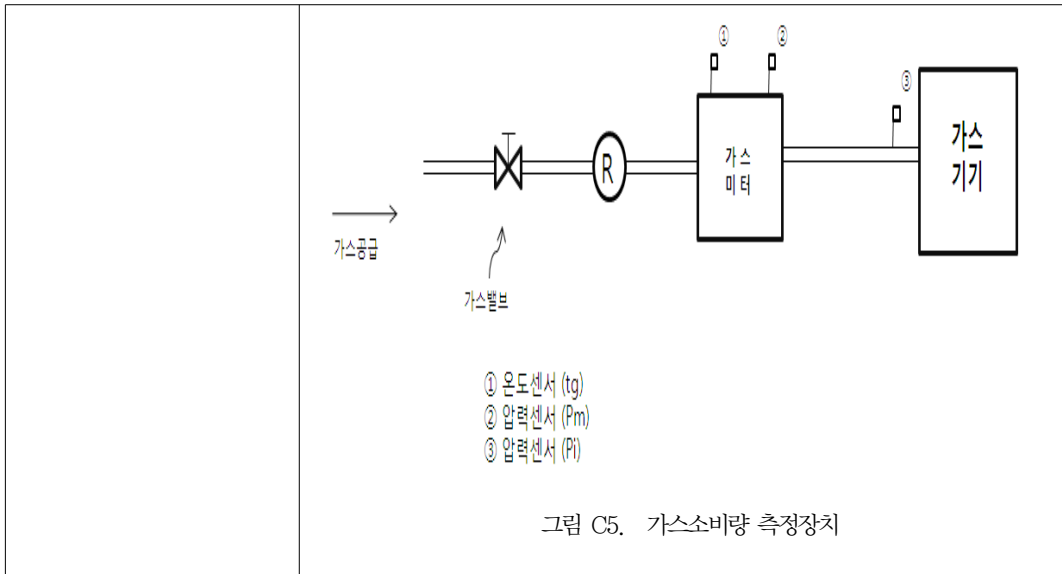 ①
②
③
가스
기기
가 스
미 터
R
가스공급
가스밸브
① 온도센서 (tg)
② 압력센서 (Pm)
③ 압력센서 (Pi)
그림 C5. 가스소비량 측정장치